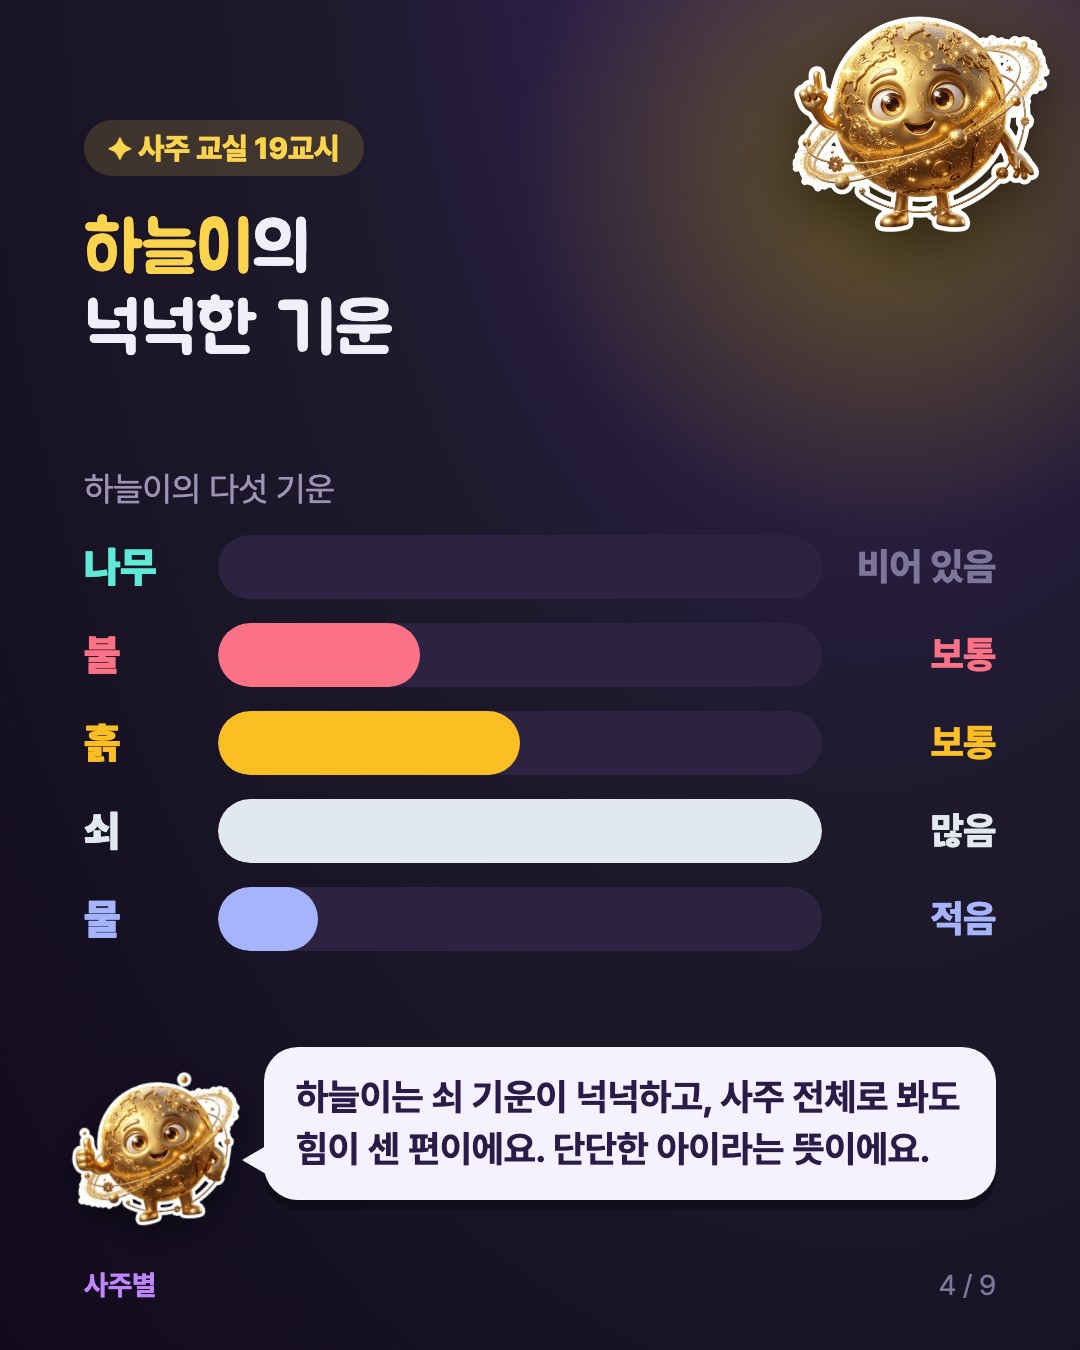 ✦ 사주 교실 19교시
하늘이의
넉넉한 기운
하늘이의 다섯 기운
나무 비어 있음
불 보통
흙 보통
쇠 많음
물 적음
하늘이는 쇠 기운이 넉넉하고, 사주 전체로 봐도
힘이 센 편이에요. 단단한 아이라는 뜻이에요.
사주별 4 / 9